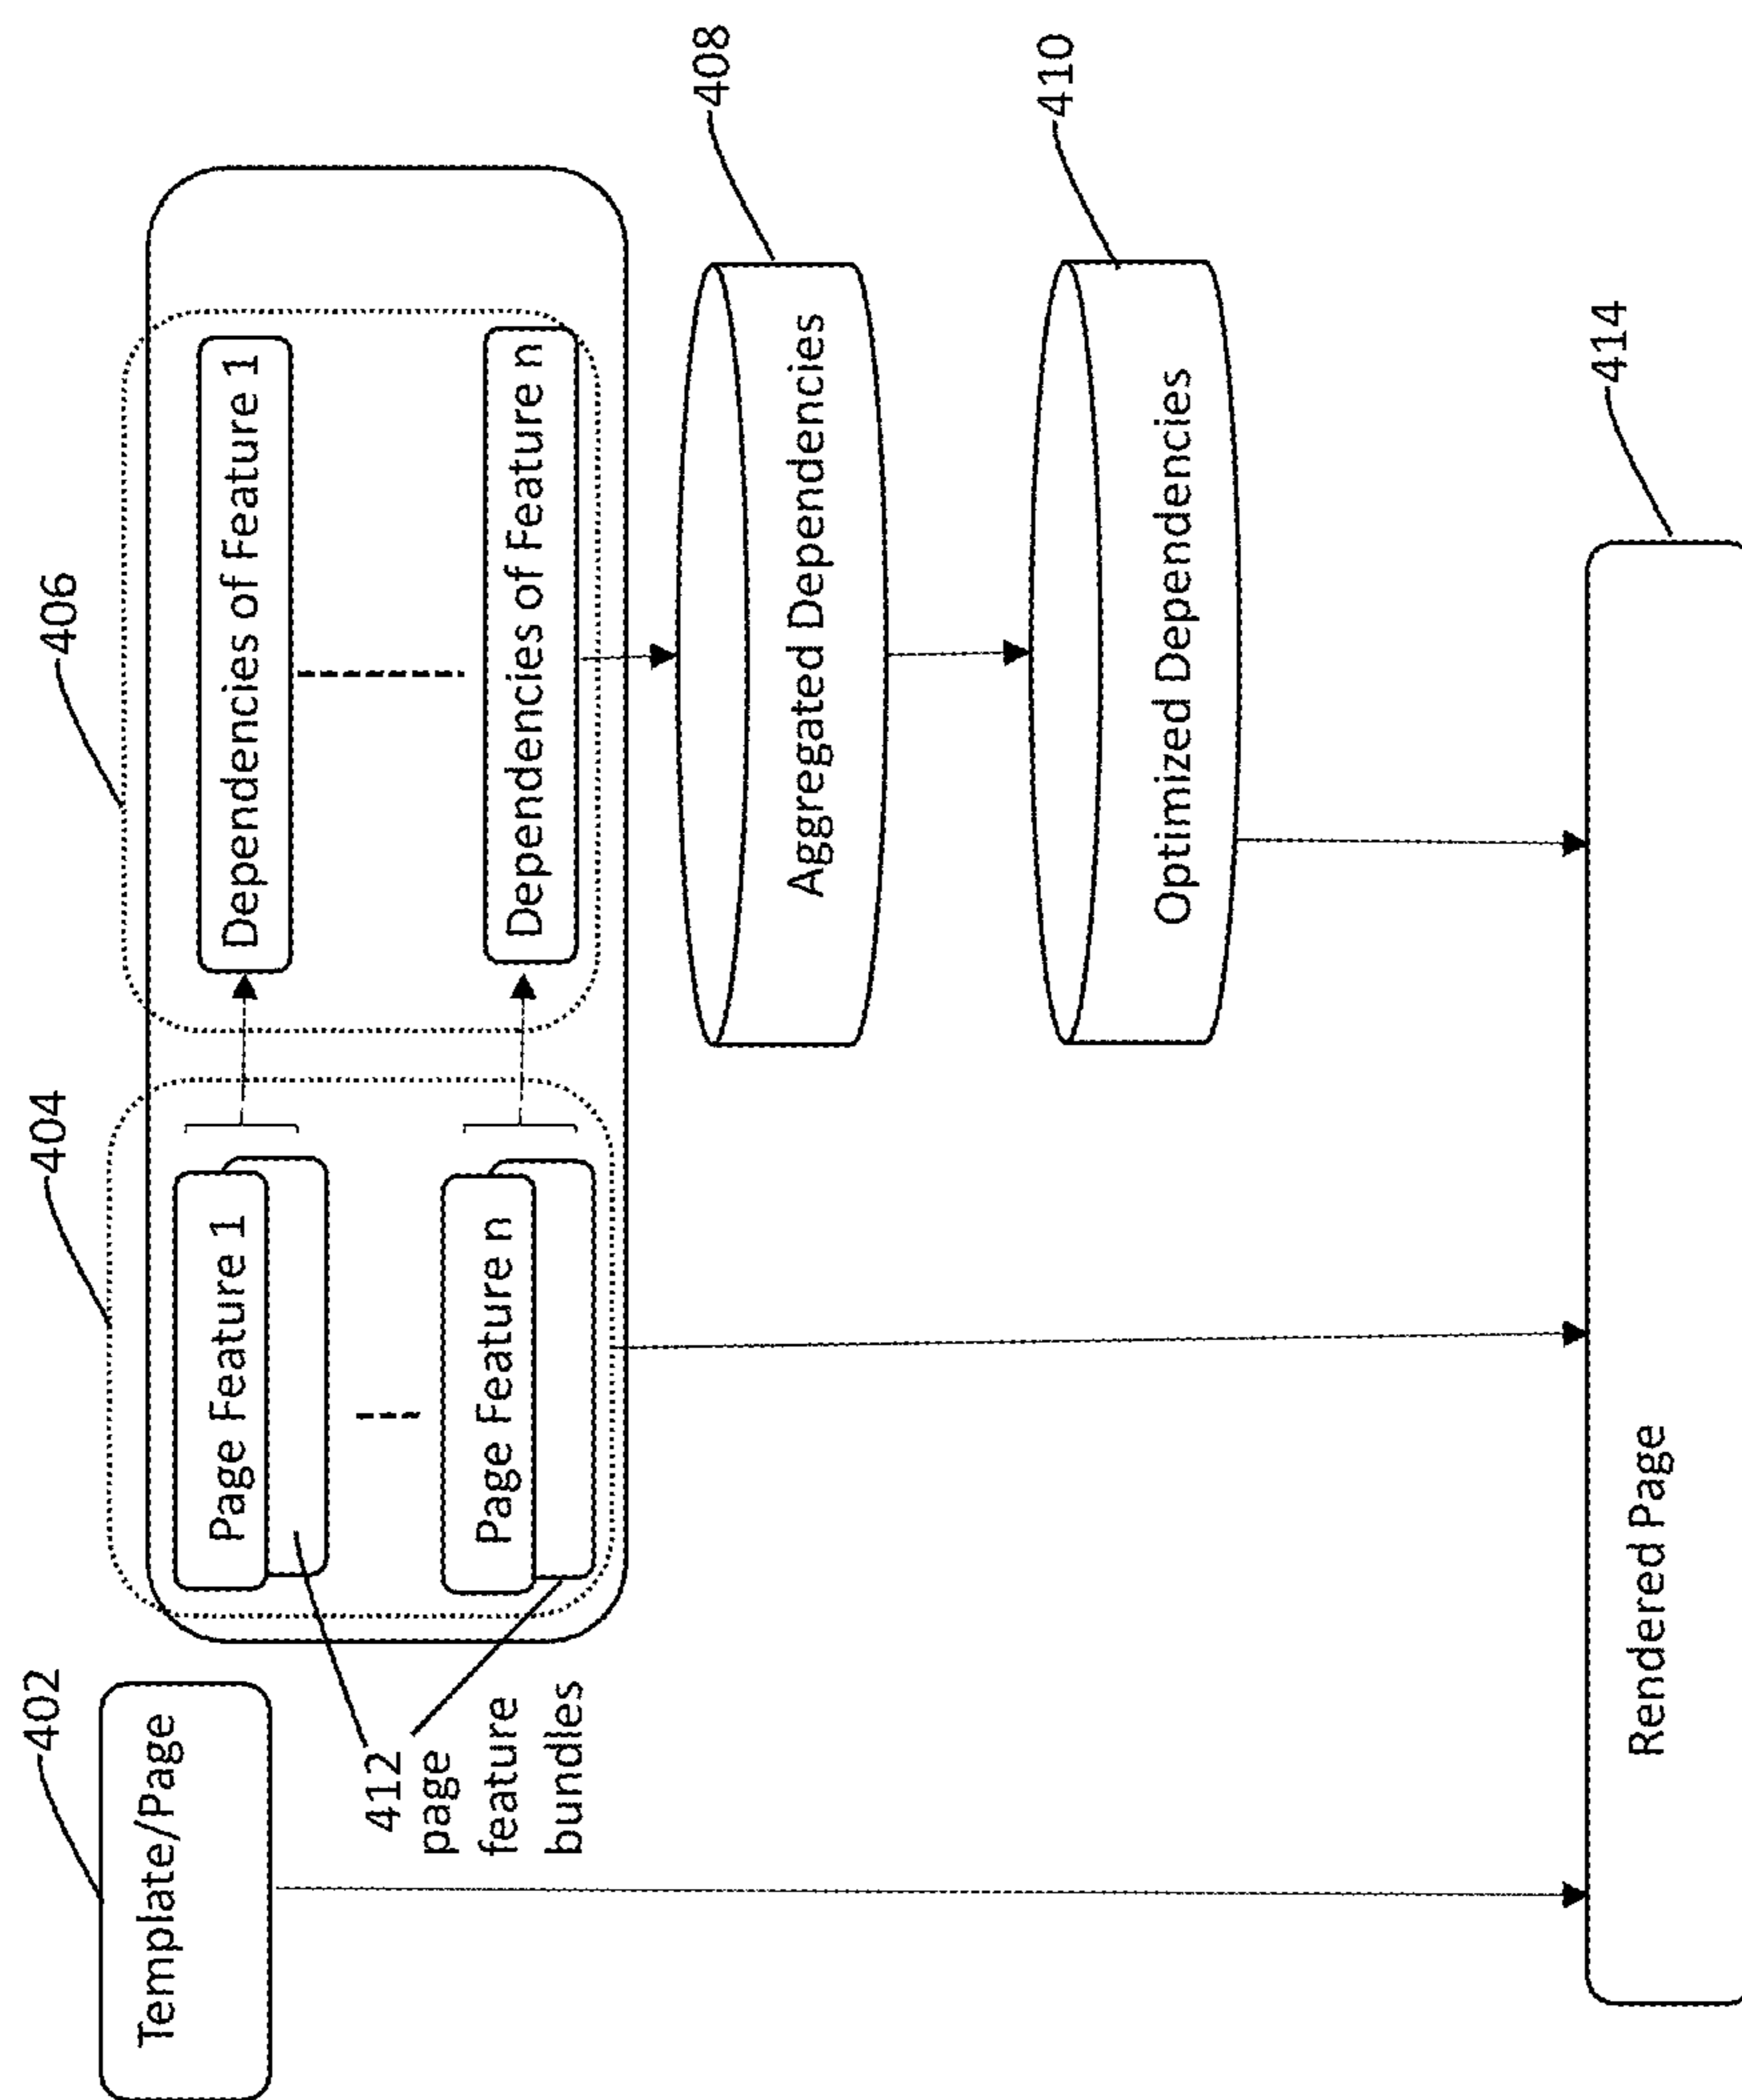 402
Template/Page
404
Page Feature 1
Page Feature n
412
page
feature
bundles
406
Dependencies of Feature 1
Dependencies of Feature n
408
Aggregated Dependencies
410
Optimized Dependencies
414
Rendered Page